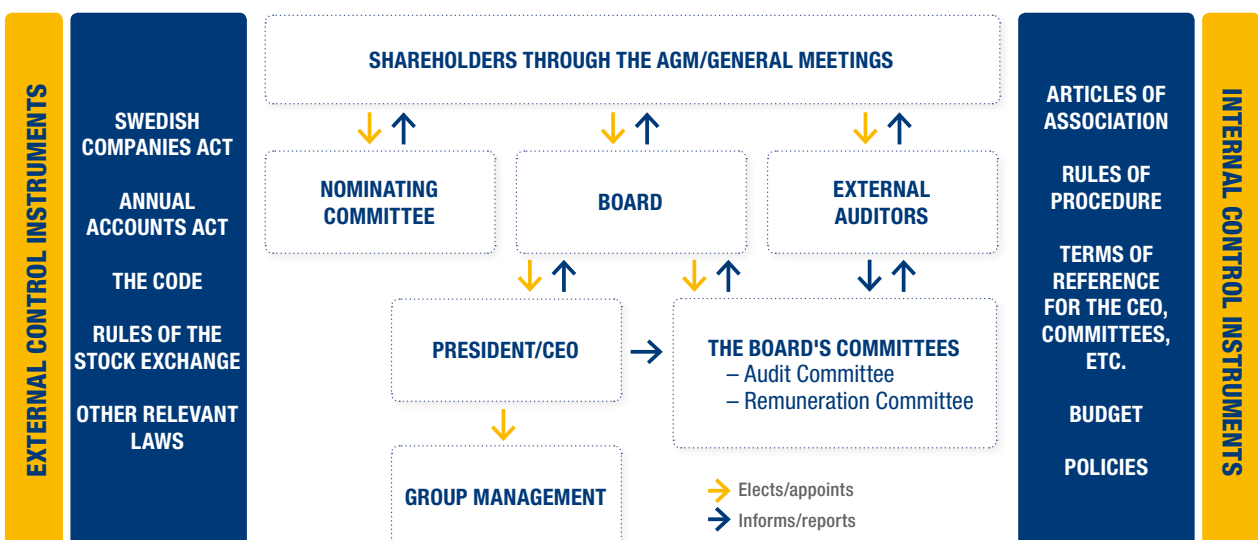 EXTERNAL CONTROL INSTRUMENTS
SWEDISH
COMPANIES ACT
ANNUAL
ACCOUNTS ACT
THE CODE
RULES OF THE
STOCK EXCHANGE
OTHER RELEVANT
LAWS
SHAREHOLDERS THROUGH THE AGM/GENERAL MEETINGS
NOMINATING
COMMITTEE
BOARD
EXTERNAL
AUDITORS
PRESIDENT/CEO
THE BOARD'S COMMITTEES
– Audit Committee
– Remuneration Committee
GROUP MANAGEMENT
Elects/appoints
Informs/reports
ARTICLES OF
ASSOCIATION
RULES OF
PROCEDURE
TERMS OF
REFERENCE
FOR THE CEO,
COMMITTEES,
ETC.
BUDGET
POLICIES
INTERNAL CONTROL INSTRUMENTS